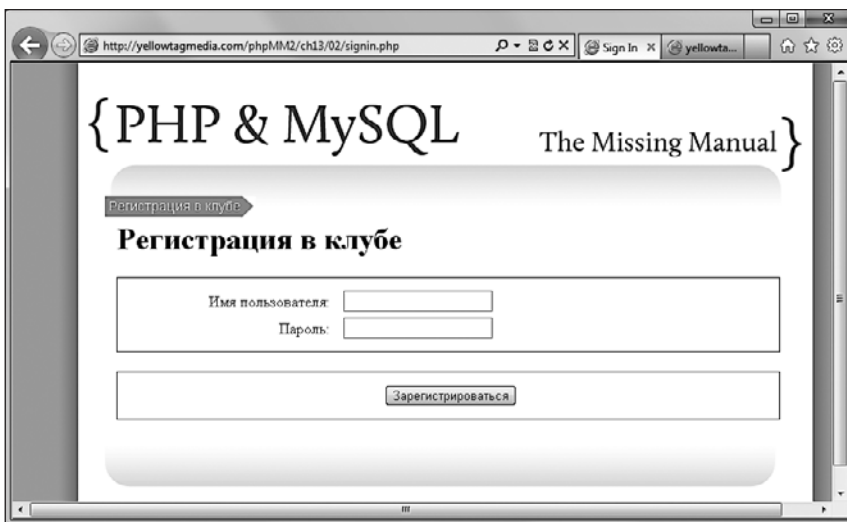 http://yellowtagmedia.com/phpMM2/ch13/02/signin.php
Sign In
yellowta...
{PHP & MySQL
The Missing Manual}
Регистрация в клубе
Регистрация в клубе
Имя пользователя:
Пароль:
Зарегистрироваться